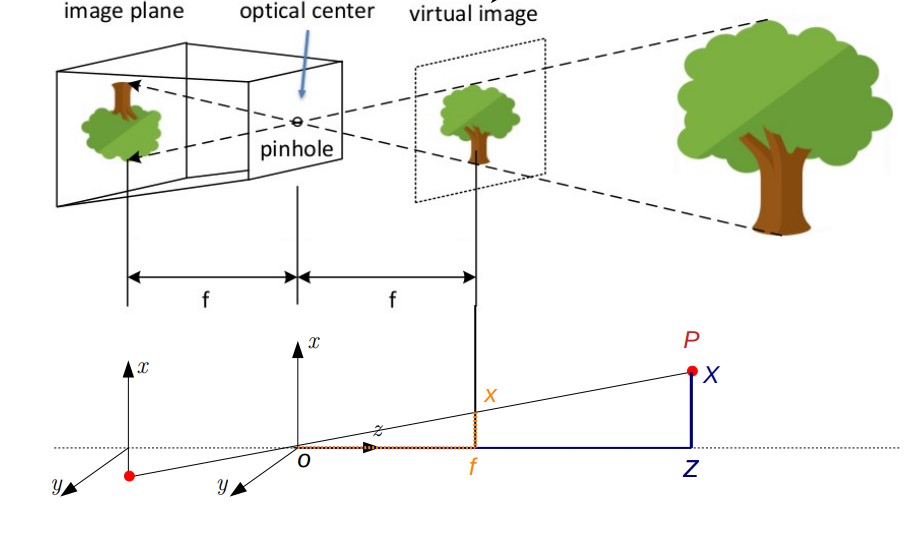 image plane
optical center
virtual image
pinhole
f
f
x
x
P
X
x
z
y
y
o
f
Z